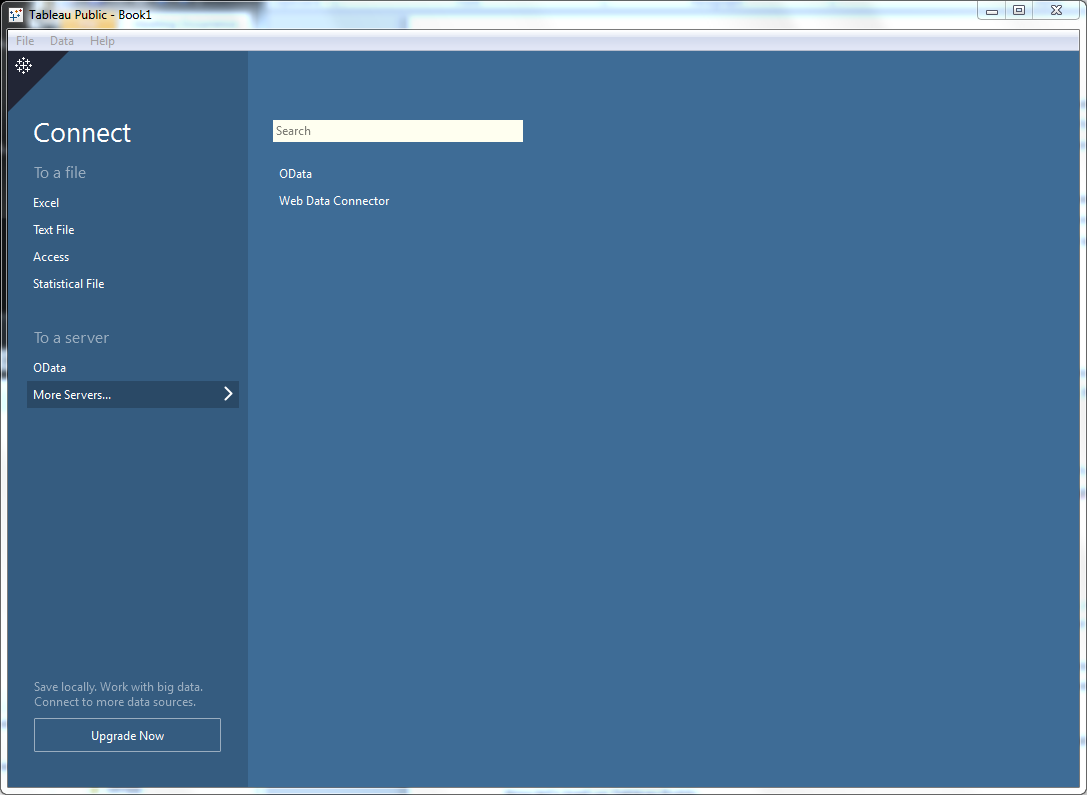 Tableau Public - Book1
File Data Help
Connect
To a file
Excel
Text File
Access
Statistical File
To a server
OData
More Servers...
Save locally. Work with big data.
Connect to more data sources.
Upgrade Now
Search
OData
Web Data Connector